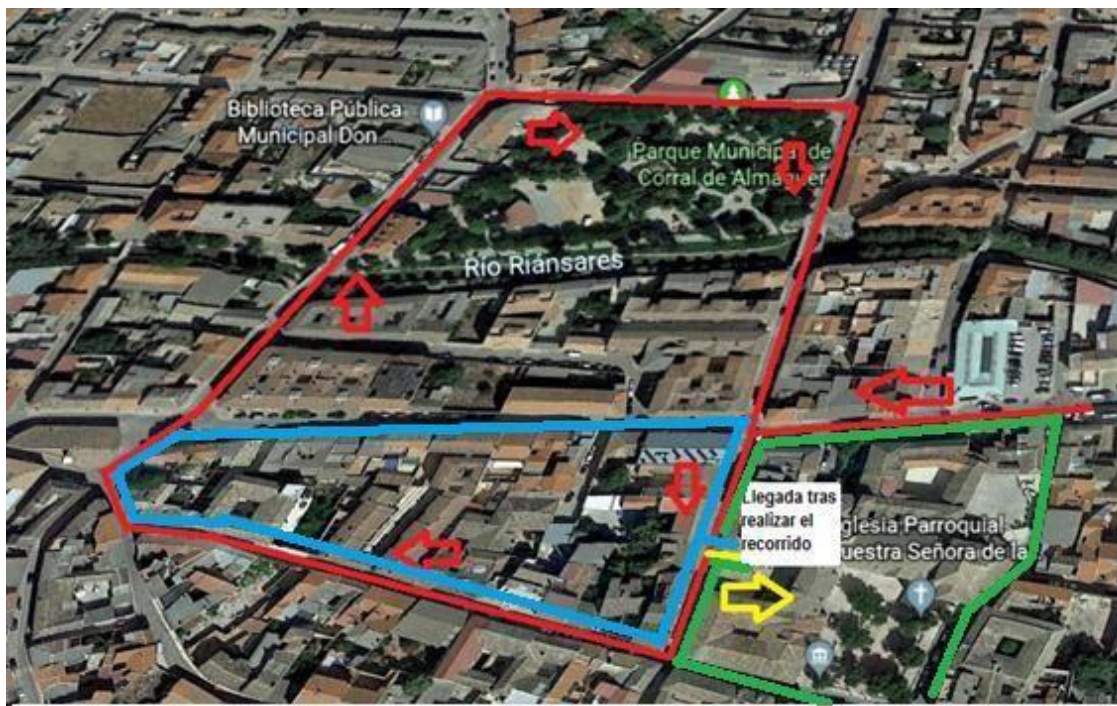 Biblioteca Pública
Municipal Don...
Parque Municipal de
Corral de Almaguer
Río Riánsares
Llegada tras
realizar el
recorrido
Iglesia Parroquial
Nuestra Señora de la